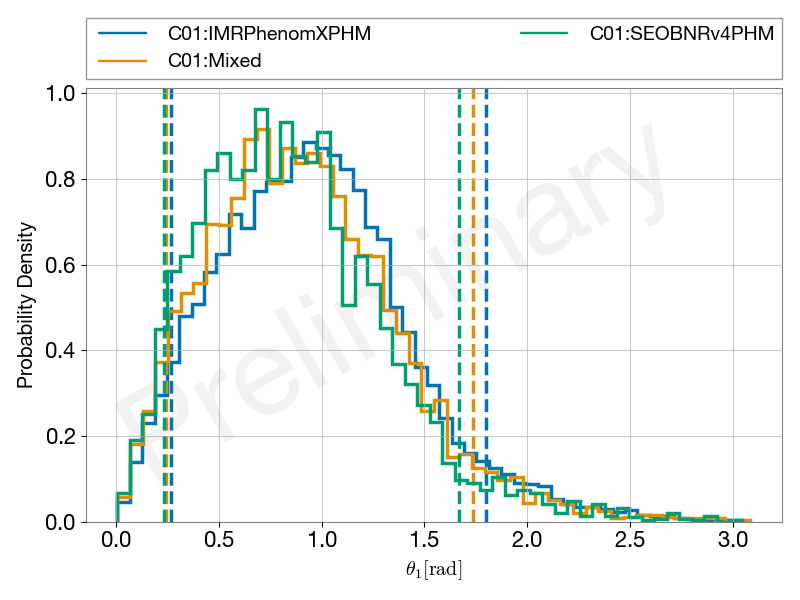 C01:IMRPhenomXPHM
C01:Mixed
C01:SEOBNRv4PHM
Preliminary
Probability Density
1.0
0.8
0.6
0.4
0.2
0.0
0.0 0.5 1.0 1.5 2.0 2.5 3.0
θ₁[rad]